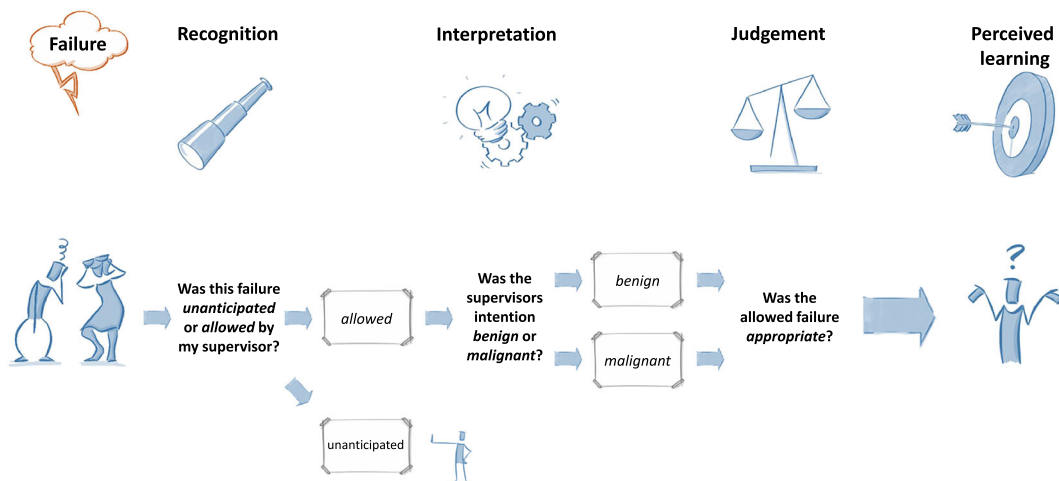 Failure
Recognition
Interpretation
Judgement
Perceived
learning
Was this failure
unanticipated
or allowed by
my supervisor?
allowed
unanticipated
Was the
supervisors
intention
benign or
malignant?
benign
malignant
Was the
allowed failure
appropriate?
?